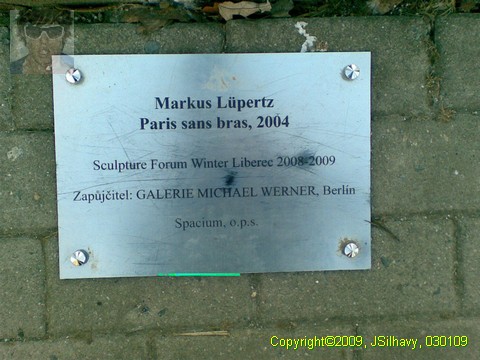 Markus Lüpertz
Paris sans bras, 2004
Sculpture Forum Winter Liberec 2008-2009
Zapůjčitel: GALERIE MICHAEL WERNER, Berlín
Spacium, o.p.s.
Copyright©2009, JSilhavy, 030109